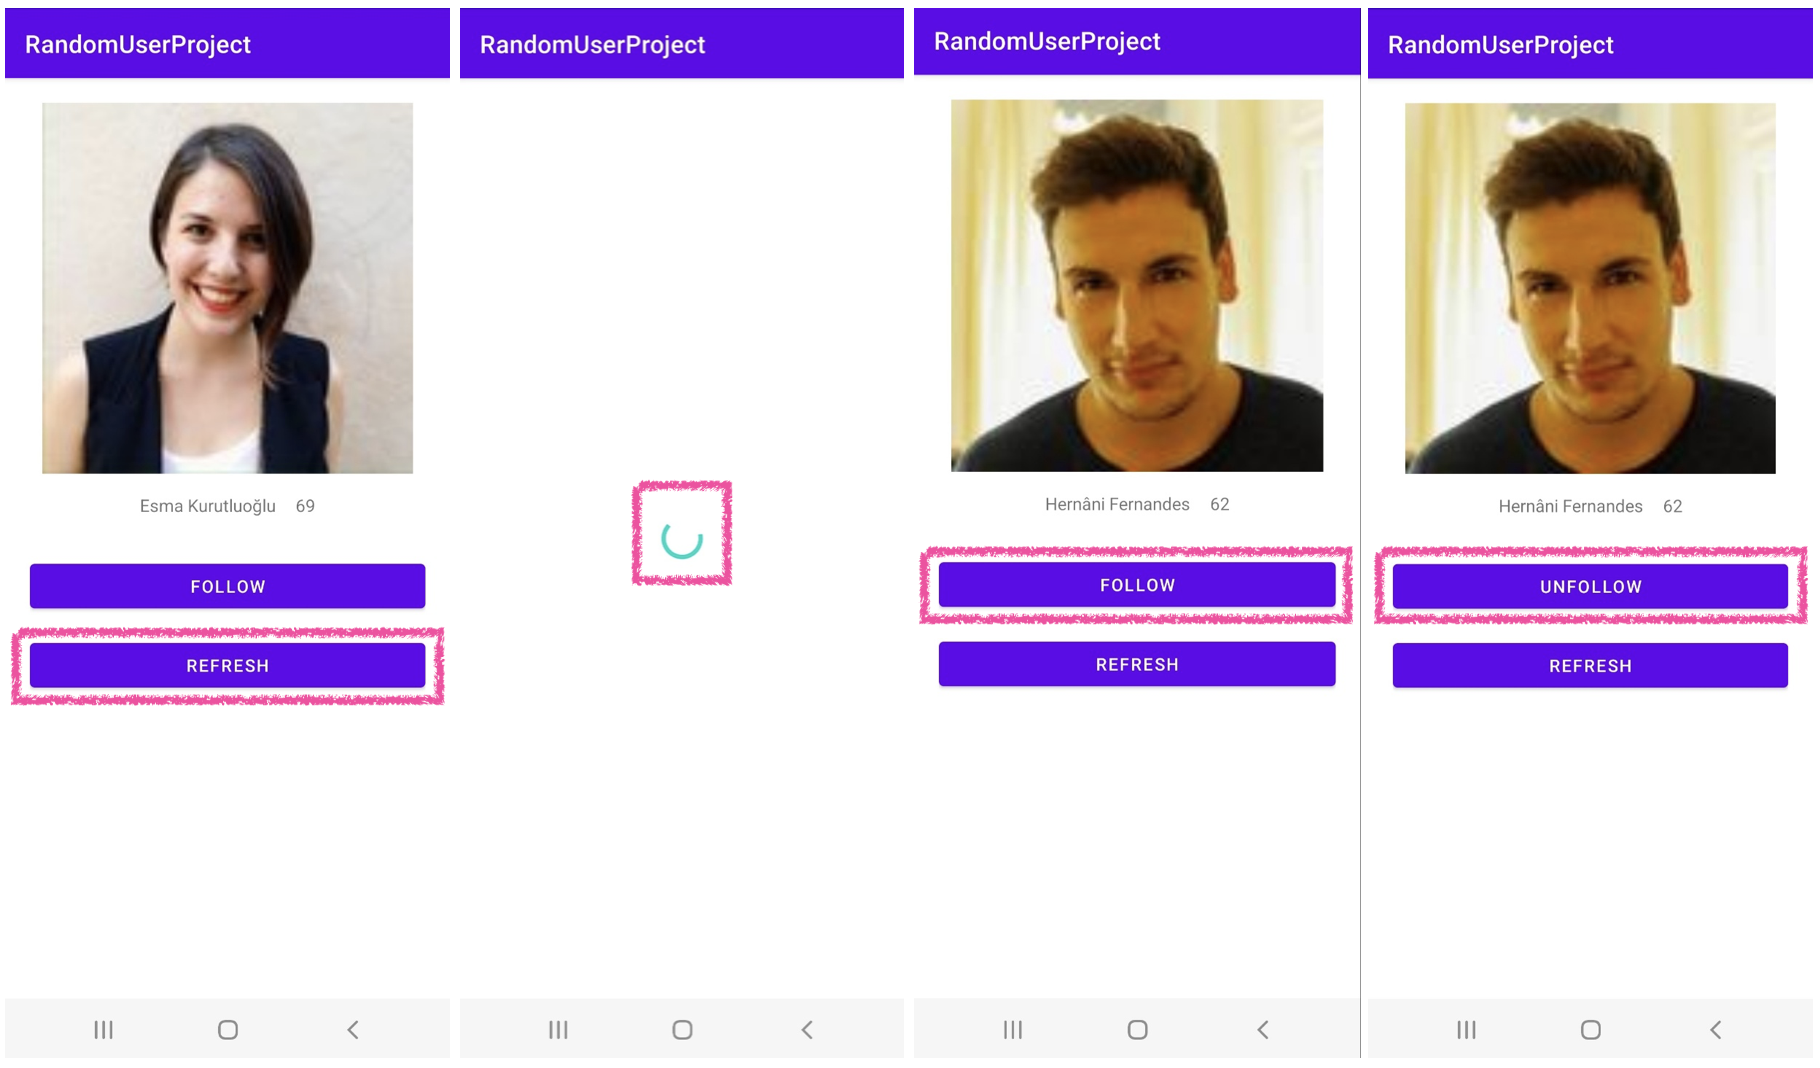 RandomUserProject
Esma Kurutluoğlu 69
FOLLOW
REFRESH
RandomUserProject
RandomUserProject
Hernâni Fernandes 62
FOLLOW
REFRESH
RandomUserProject
Hernâni Fernandes 62
UNFOLLOW
REFRESH